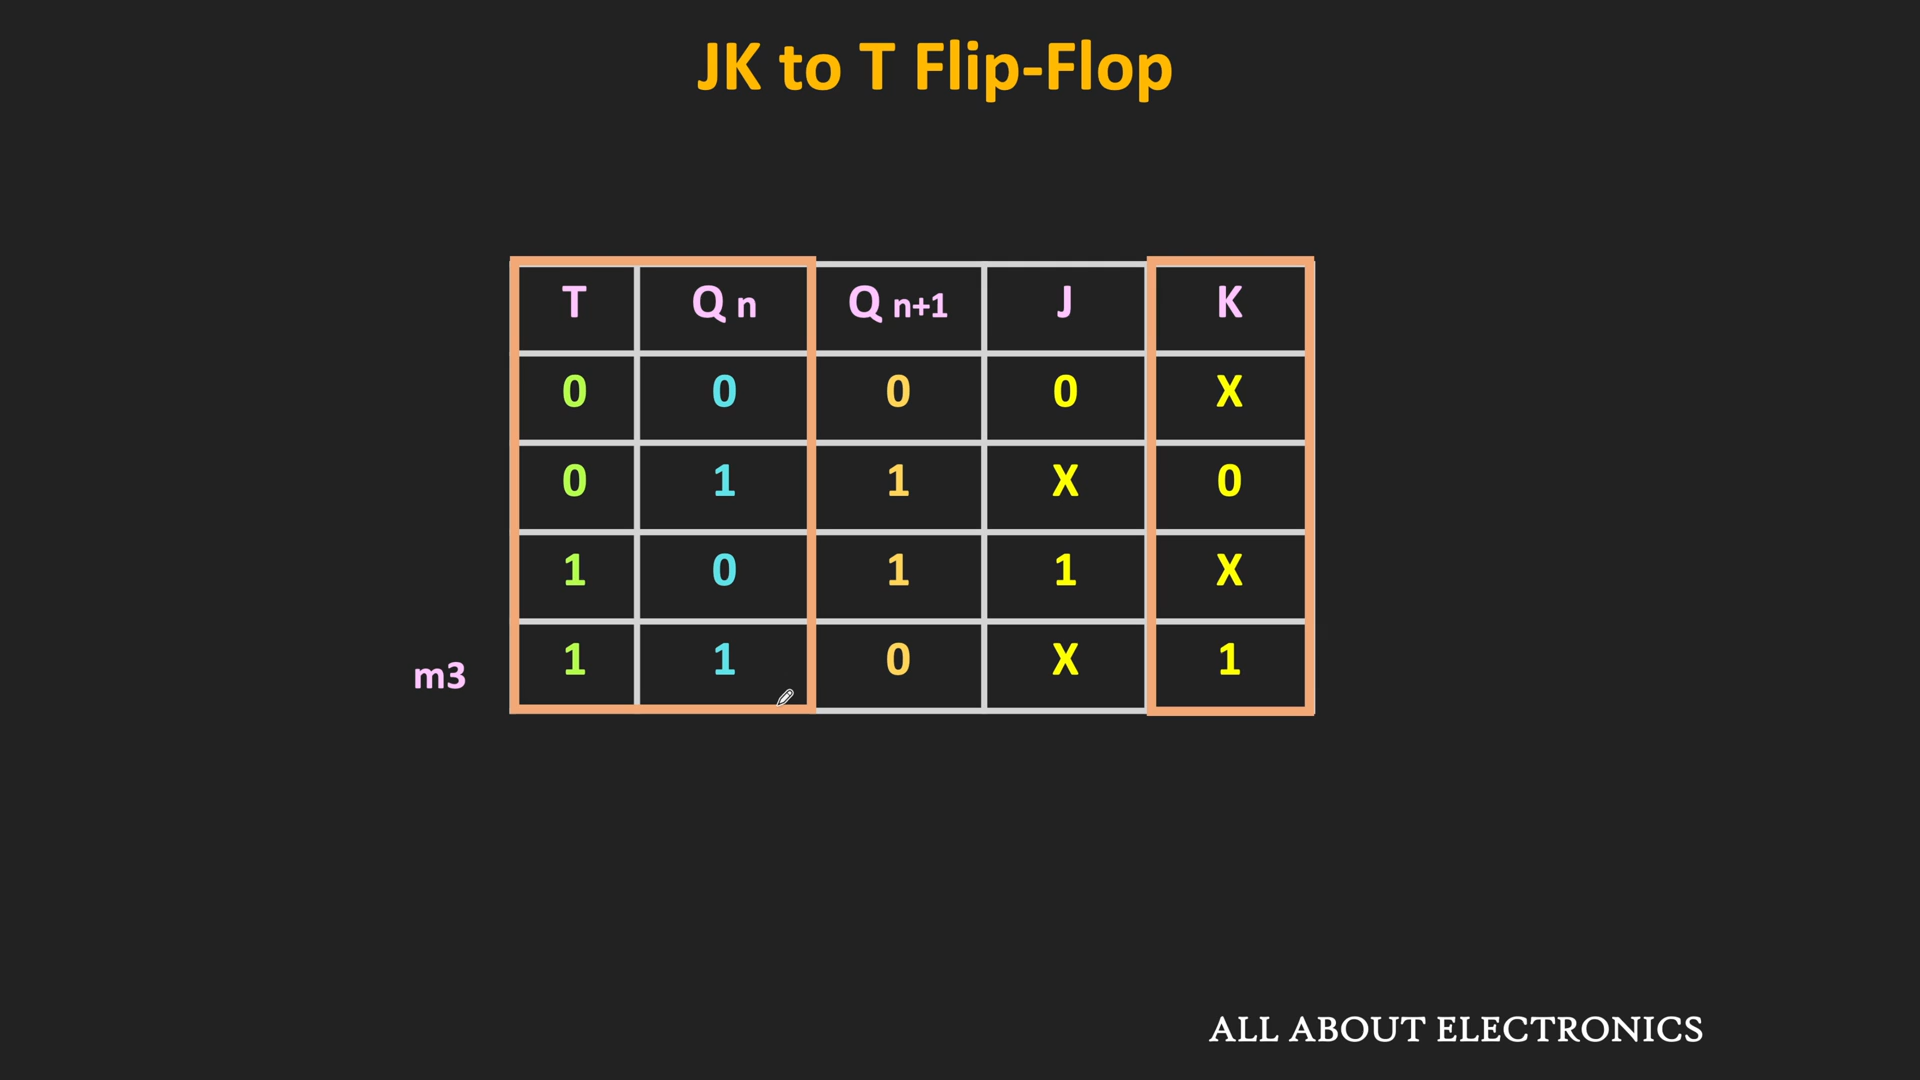 JK to T Flip-Flop
T Q n Q n+1 J K
0 0 0 0 X
0 1 1 X 0
1 0 1 1 X
m3 1 1 0 X 1
ALL ABOUT ELECTRONICS